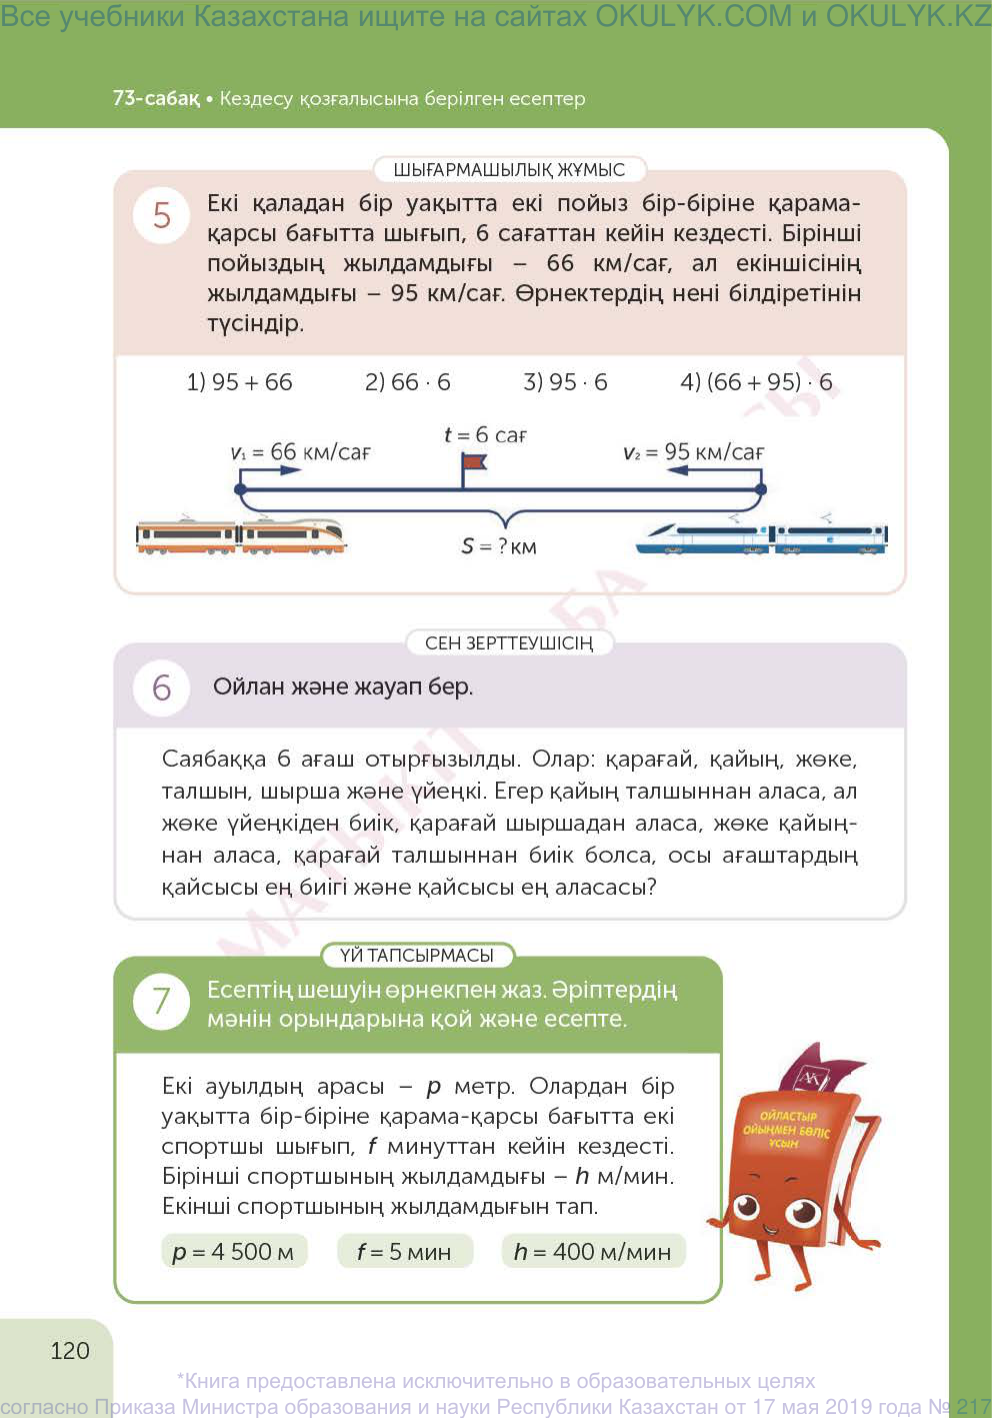 Все учебники Казахстана ищите на сайтах OKULYK.COM и OKULYK.KZ
73-сабақ • Кездесу қозғалысына берілген есептер
ШЫҒАРМАШЫЛЫҚ ЖҰМЫС
5
Екі қаладан бір уақытта екі пойыз бір-біріне қарама-
қарсы бағытта шығып, 6 сағаттан кейін кездесті. Бірінші
пойыздың жылдамдығы – 66 км/сағ, ал екіншісінің
жылдамдығы – 95 км/сағ. Өрнектердің нені білдіретінін
түсіндір.
1) 95 + 66 2) 66 · 6 3) 95 · 6 4) (66 + 95) · 6
t = 6 сағ
v₁ = 66 км/сағ v₂ = 95 км/сағ
S = ? км
СЕН ЗЕРТТЕУШІСІҢ
6
Ойлан және жауап бер.
Саябаққа 6 ағаш отырғызылды. Олар: қарағай, қайың, жөке,
талшын, шырша және үйеңкі. Егер қайың талшыннан аласа, ал
жөке үйеңкіден биік, қарағай шыршадан аласа, жөке қайың-
нан аласа, қарағай талшыннан биік болса, осы ағаштардың
қайсысы ең биігі және қайсысы ең аласасы?
ҮЙ ТАПСЫРМАСЫ
7
Есептің шешуін өрнекпен жаз. Әріптердің
мәнін орындарына қой және есепте.
Екі ауылдың арасы – p метр. Олардан бір
уақытта бір-біріне қарама-қарсы бағытта екі
спортшы шығып, f минуттан кейін кездесті.
Бірінші спортшының жылдамдығы – h м/мин.
Екінші спортшының жылдамдығын тап.
p = 4 500 м f = 5 мин h = 400 м/мин
АК
ОЙЛАСТЫР
ОЙЫҢМЕН БӨЛІС
ҰСЫН
120
*Книга предоставлена исключительно в образовательных целях
согласно Приказа Министра образования и науки Республики Казахстан от 17 мая 2019 года № 217